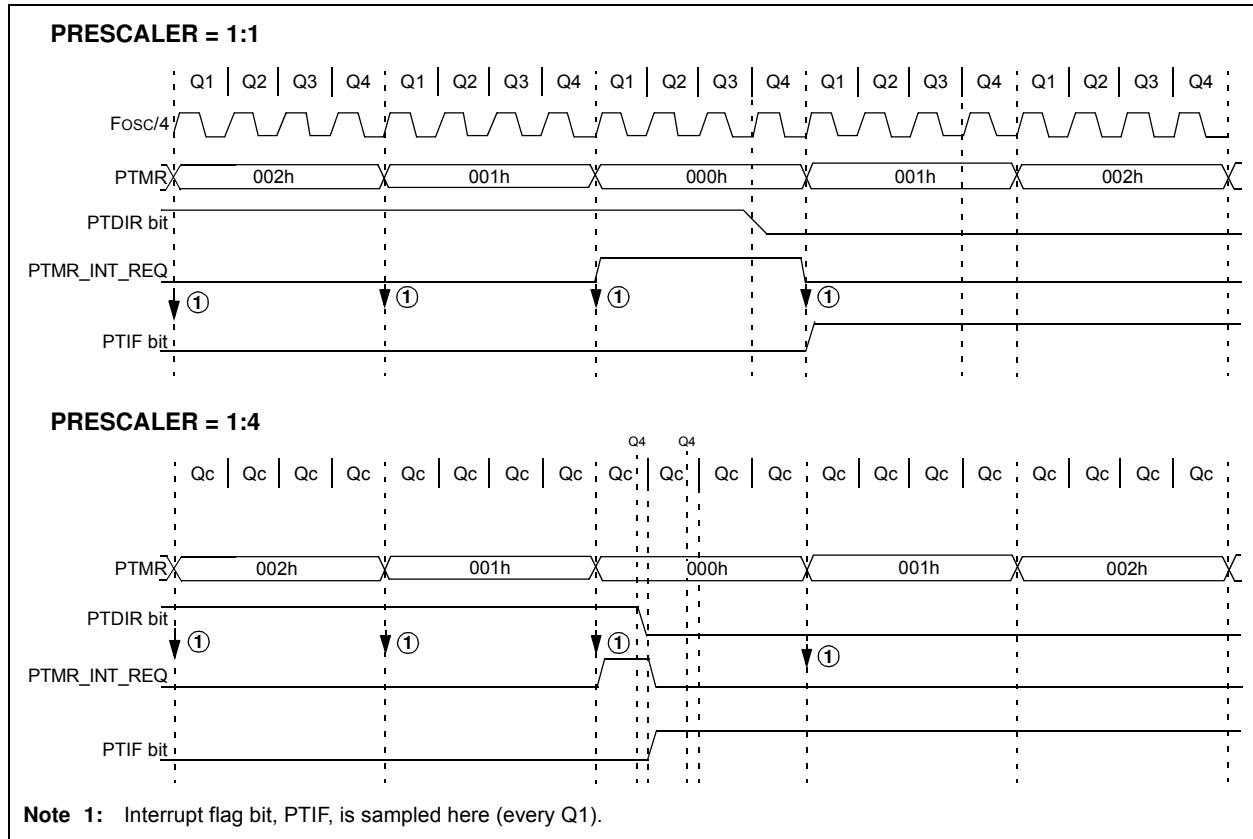 PRESCALER = 1:1
Q1 Q2 Q3 Q4 Q1 Q2 Q3 Q4 Q1 Q2 Q3 Q4 Q1 Q2 Q3 Q4 Q1 Q2 Q3 Q4
FOSC/4
PTMR 002h 001h 000h 001h 002h
PTDIR bit
PTMR_INT_REQ
1 1 1 1
PTIF bit
PRESCALER = 1:4
Q4 Q4
Qc Qc Qc Qc Qc Qc Qc Qc Qc Qc Qc Qc Qc Qc Qc Qc Qc Qc Qc Qc
PTMR 002h 001h 000h 001h 002h
PTDIR bit
1 1 1 1
PTMR_INT_REQ
PTIF bit
Note 1: Interrupt flag bit, PTIF, is sampled here (every Q1).